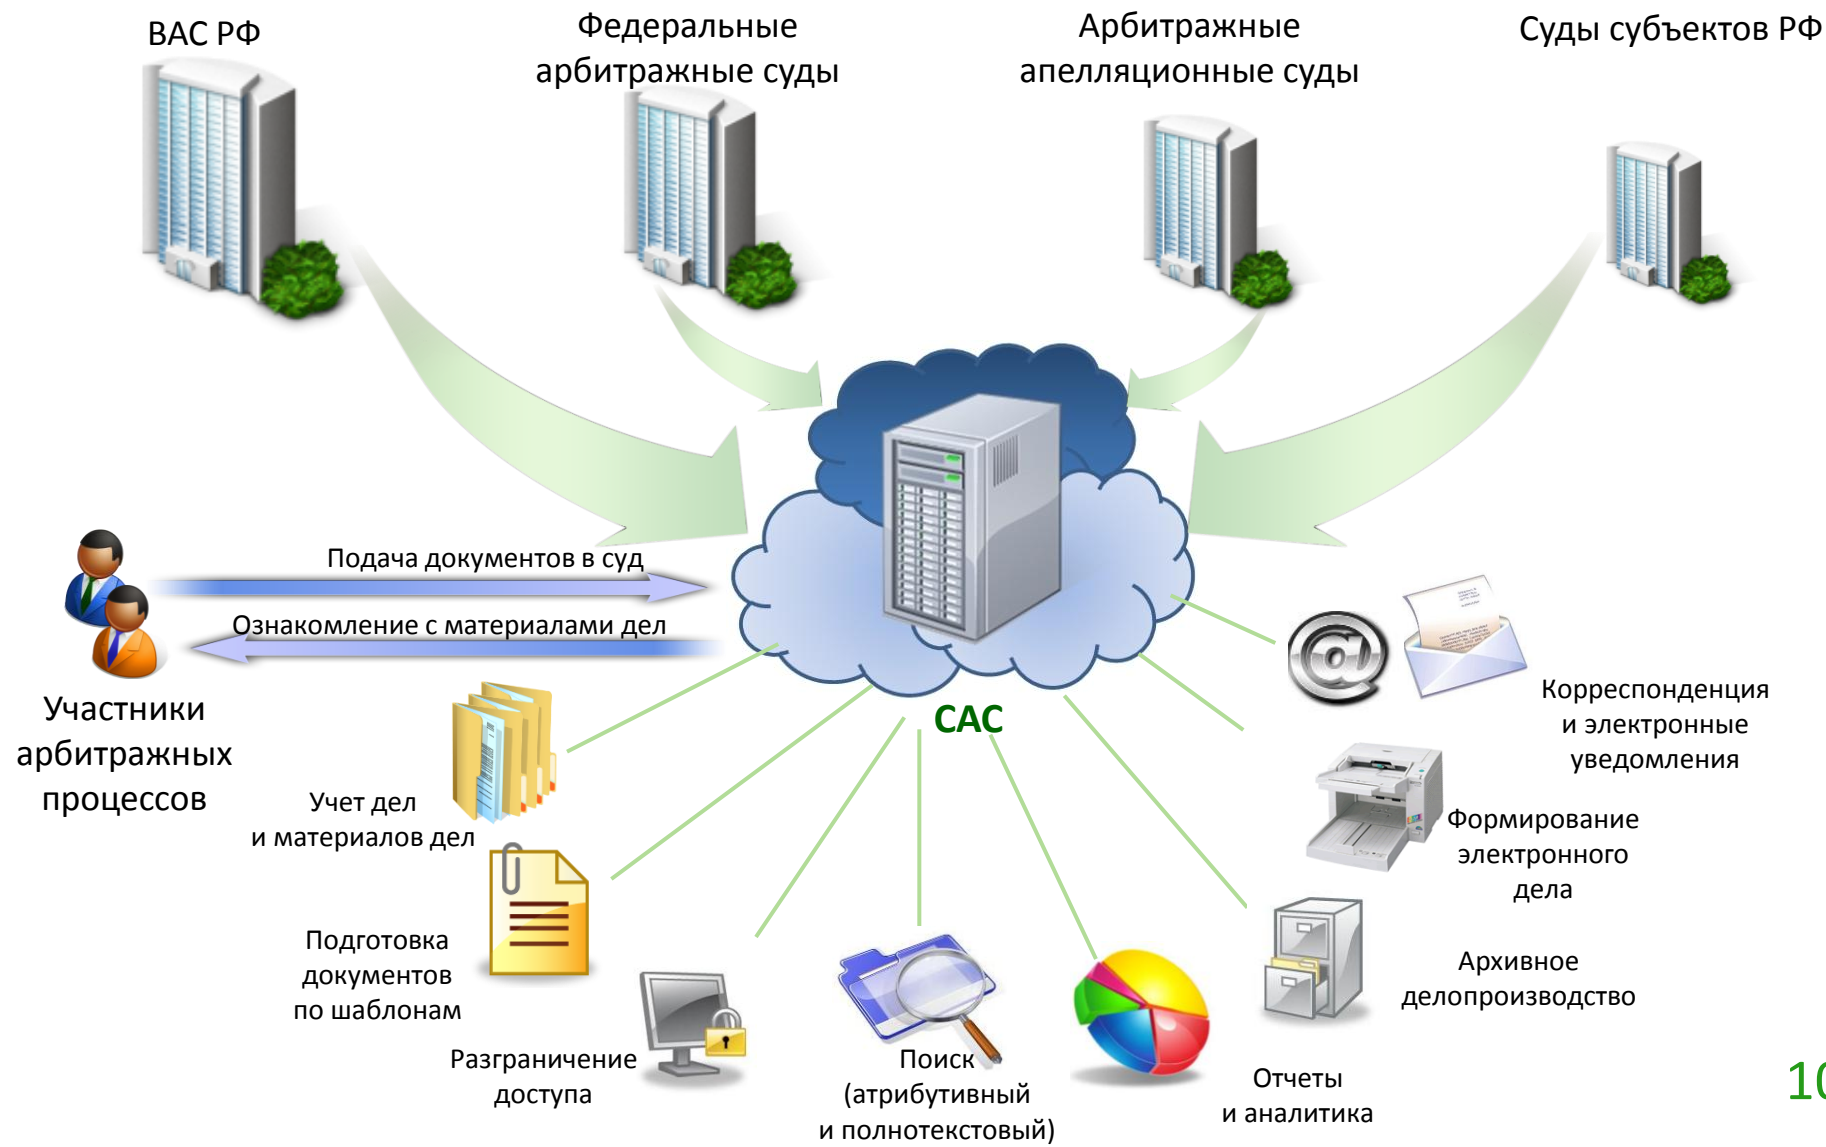 ВАС РФ
Федеральные
арбитражные суды
Арбитражные
апелляционные суды
Суды субъектов РФ
Подача документов в суд
Ознакомление с материалами дел
Участники
арбитражных
процессов
САС
Корреспонденция
и электронные
уведомления
Учет дел
и материалов дел
Формирование
электронного
дела
Подготовка
документов
по шаблонам
Архивное
делопроизводство
Разграничение
доступа
Поиск
(атрибутивный
и полнотекстовый)
Отчеты
и аналитика
10